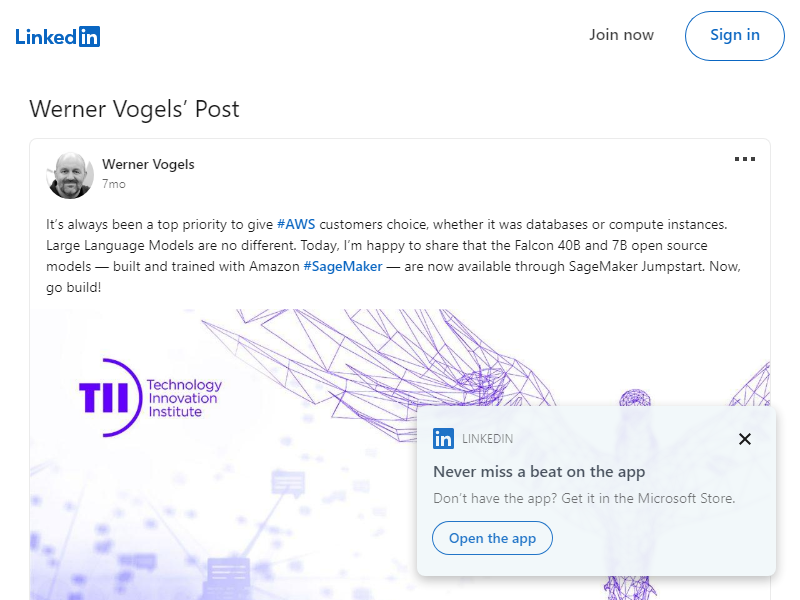 LinkedIn
Join now
Sign in
Werner Vogels’ Post
Werner Vogels
7mo
It’s always been a top priority to give #AWS customers choice, whether it was databases or compute instances.
Large Language Models are no different. Today, I’m happy to share that the Falcon 40B and 7B open source
models — built and trained with Amazon #SageMaker — are now available through SageMaker Jumpstart. Now,
go build!
TII
Technology
Innovation
Institute
in LINKEDIN
Never miss a beat on the app
Don’t have the app? Get it in the Microsoft Store.
Open the app